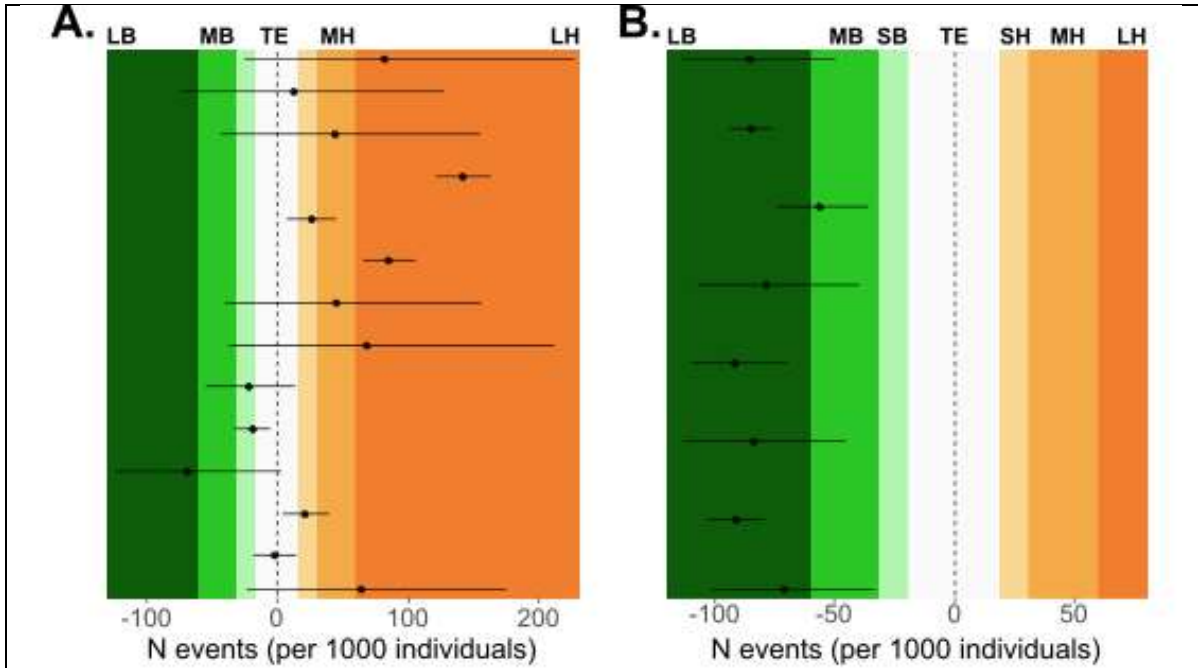 A.
LB MB TE MH LH
-100 0 100 200
N events (per 1000 individuals)
B.
LB MB SB TE SH MH LH
-100 -50 0 50
N events (per 1000 individuals)